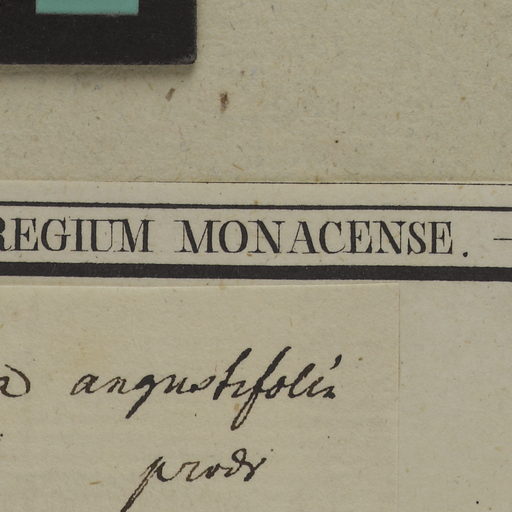 REGIUM MONACENSE. —
a angustifolia
prodr